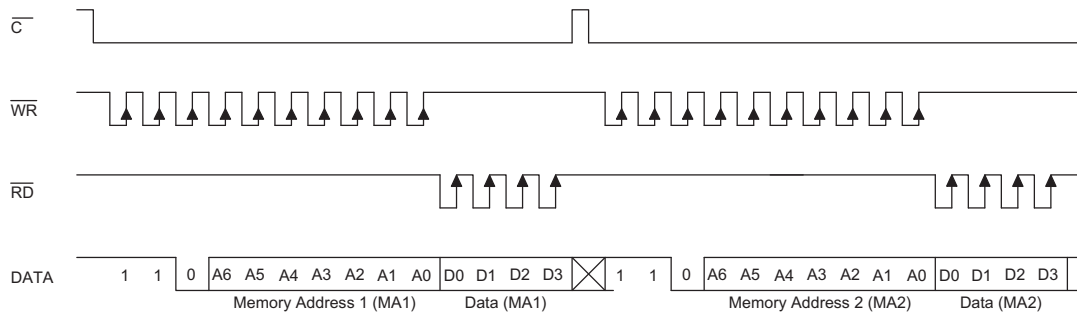 C
WR
RD
DATA 1 1 0 A6 A5 A4 A3 A2 A1 A0 D0 D1 D2 D3 1 1 0 A6 A5 A4 A3 A2 A1 A0 D0 D1 D2 D3
Memory Address 1 (MA1) Data (MA1) Memory Address 2 (MA2) Data (MA2)